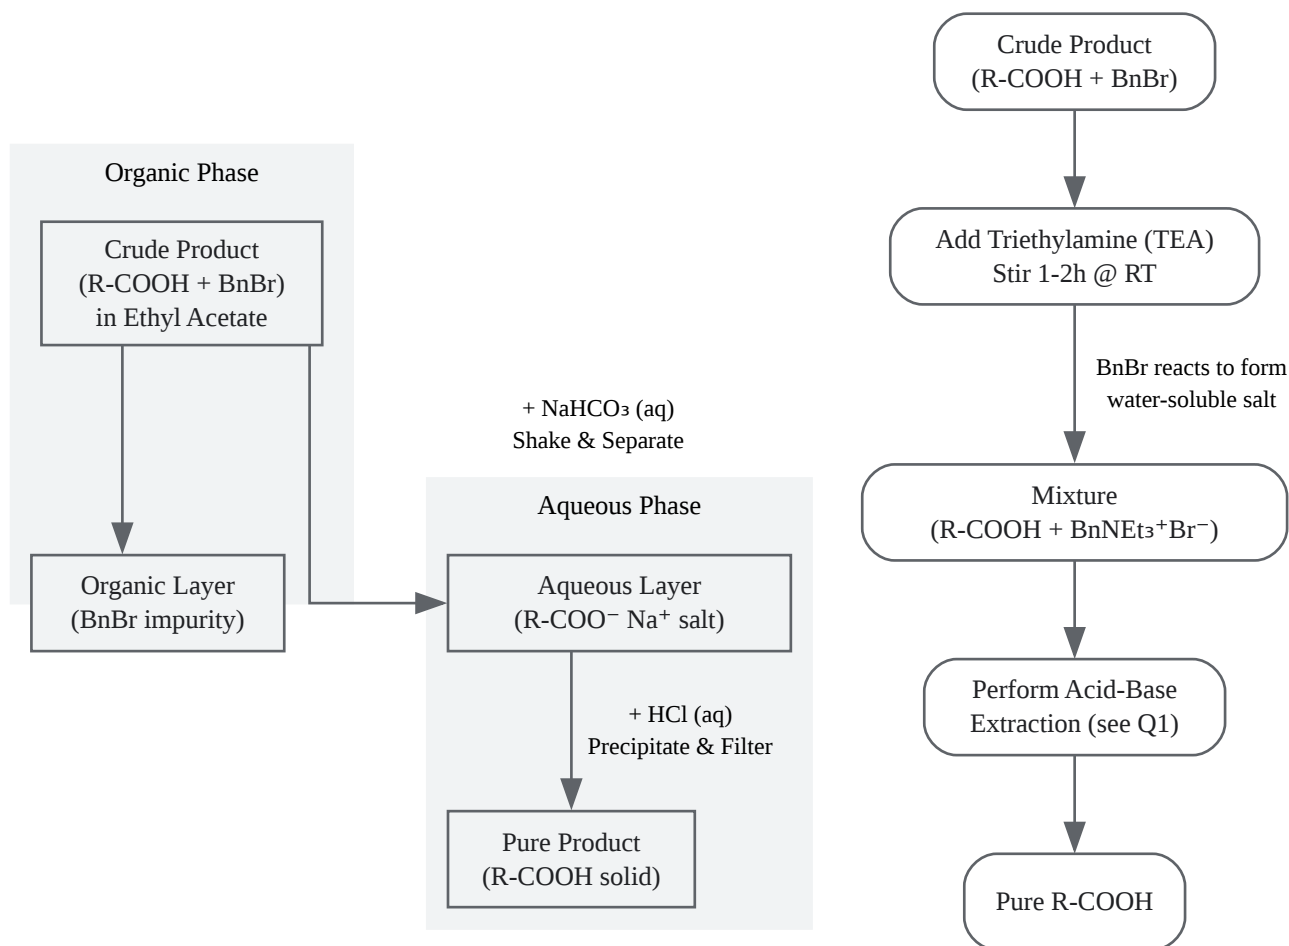 Organic Phase
Crude Product
(R-COOH + BnBr)
in Ethyl Acetate
Organic Layer
(BnBr impurity)
+ NaHCO₃ (aq)
Shake & Separate
Aqueous Phase
Aqueous Layer
(R-COO⁻ Na⁺ salt)
+ HCl (aq)
Precipitate & Filter
Pure Product
(R-COOH solid)
Crude Product
(R-COOH + BnBr)
Add Triethylamine (TEA)
Stir 1-2h @ RT
BnBr reacts to form
water-soluble salt
Mixture
(R-COOH + BnNEt₃⁺Br⁻)
Perform Acid-Base
Extraction (see Q1)
Pure R-COOH